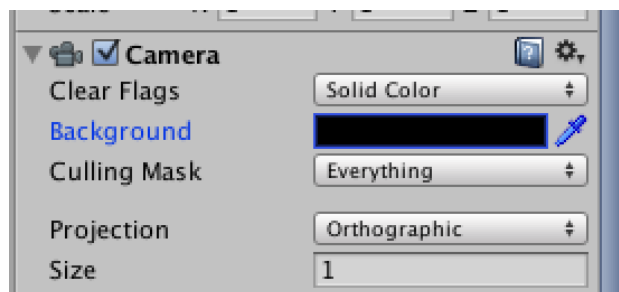 Camera
Clear Flags Solid Color
Background
Culling Mask Everything
Projection Orthographic
Size 1